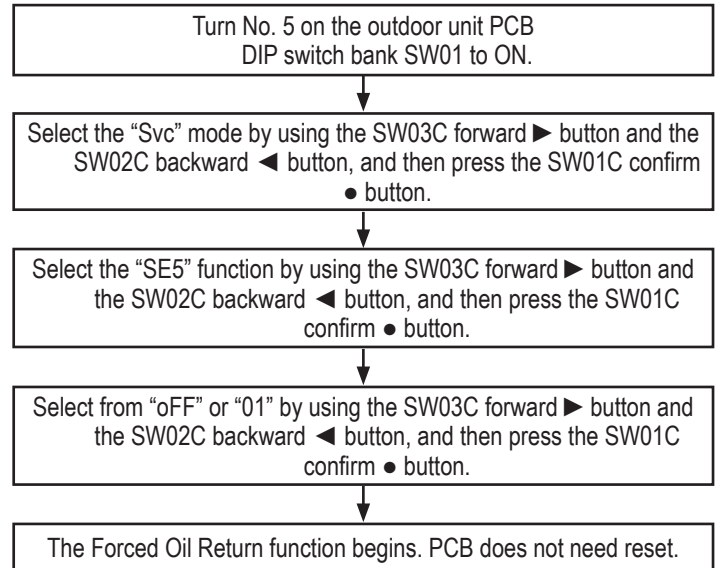 Turn No. 5 on the outdoor unit PCB
DIP switch bank SW01 to ON.
Select the “Svc” mode by using the SW03C forward ► button and the
SW02C backward ◄ button, and then press the SW01C confirm
● button.
Select the “SE5” function by using the SW03C forward ► button and
the SW02C backward ◄ button, and then press the SW01C
confirm ● button.
Select from “oFF” or “01” by using the SW03C forward ► button and
the SW02C backward ◄ button, and then press the SW01C
confirm ● button.
The Forced Oil Return function begins. PCB does not need reset.